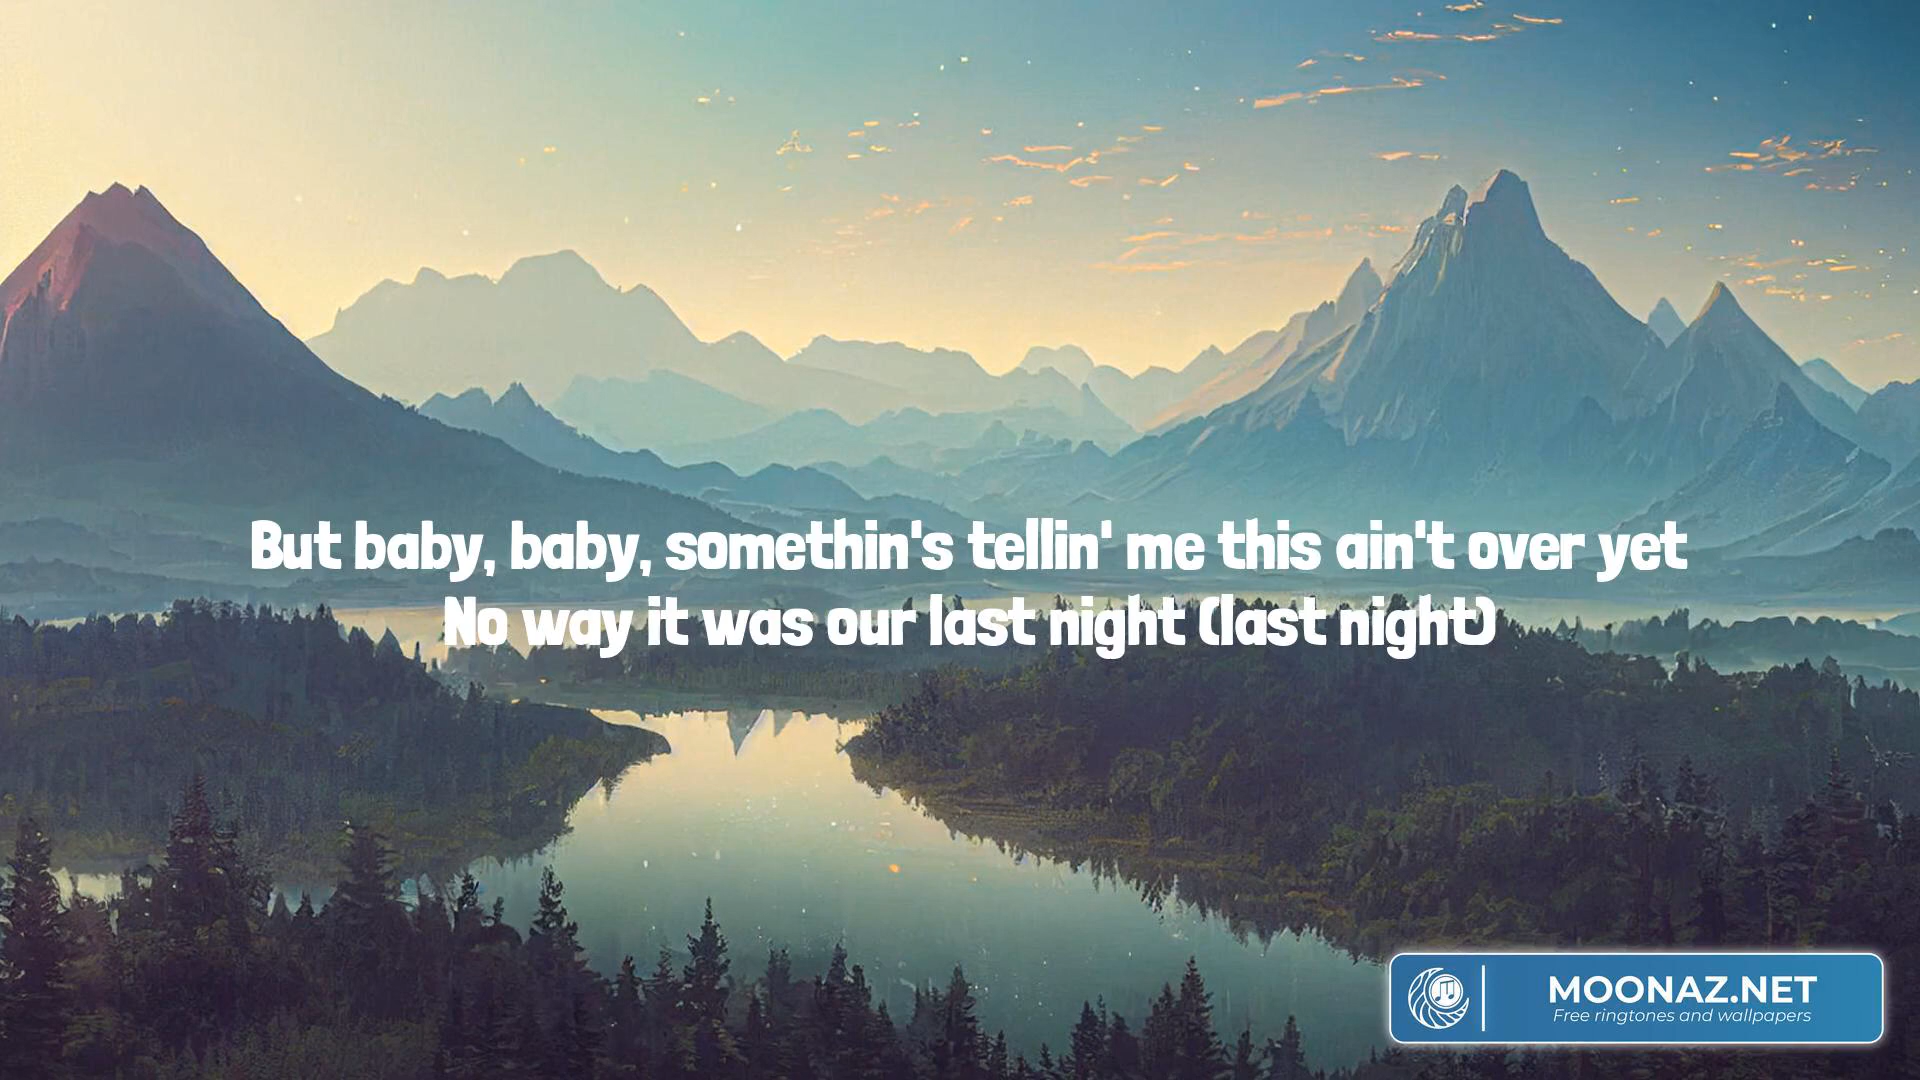 But baby, baby, somethin's tellin' me this ain't over yet
No way it was our last night (last night)
MOONAZ.NET
Free ringtones and wallpapers